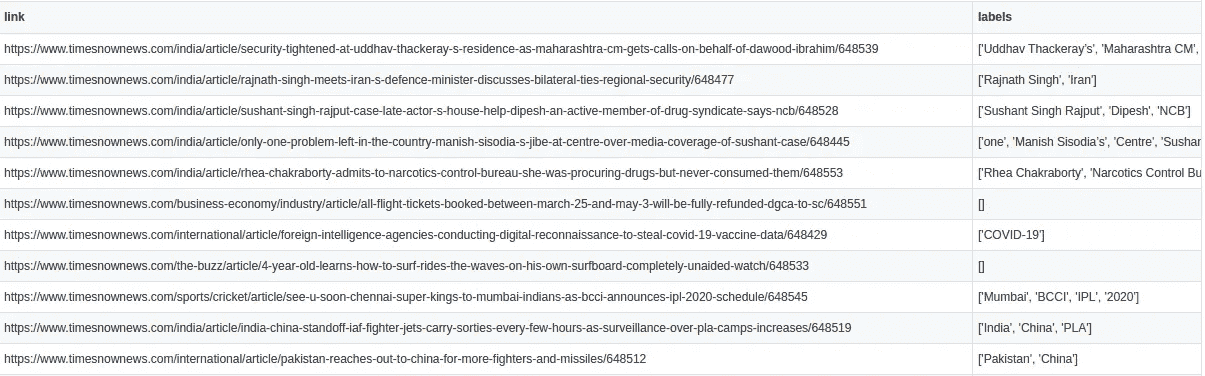 link labels
https://www.timesnownews.com/india/article/security-tightened-at-uddhav-thackeray-s-residence-as-maharashtra-cm-gets-calls-on-behalf-of-dawood-ibrahim/648539 ['Uddhav Thackeray's', 'Maharashtra CM',
https://www.timesnownews.com/india/article/rajnath-singh-meets-iran-s-defence-minister-discusses-bilateral-ties-regional-security/648477 ['Rajnath Singh', 'Iran']
https://www.timesnownews.com/india/article/sushant-singh-rajput-case-late-actor-s-house-help-dipesh-an-active-member-of-drug-syndicate-says-ncb/648528 ['Sushant Singh Rajput', 'Dipesh', 'NCB']
https://www.timesnownews.com/india/article/only-one-problem-left-in-the-country-manish-sisodia-s-jibe-at-centre-over-media-coverage-of-sushant-case/648445 ['one', 'Manish Sisodia's', 'Centre', 'Sushan
https://www.timesnownews.com/india/article/rhea-chakraborty-admits-to-narcotics-control-bureau-she-was-procuring-drugs-but-never-consumed-them/648553 ['Rhea Chakraborty', 'Narcotics Control Bu
https://www.timesnownews.com/business-economy/industry/article/all-flight-tickets-booked-between-march-25-and-may-3-will-be-fully-refunded-dgca-to-sc/648551 []
https://www.timesnownews.com/international/article/foreign-intelligence-agencies-conducting-digital-reconnaissance-to-steal-covid-19-vaccine-data/648429 ['COVID-19']
https://www.timesnownews.com/the-buzz/article/4-year-old-learns-how-to-surf-rides-the-waves-on-his-own-surfboard-completely-unaided-watch/648533 []
https://www.timesnownews.com/sports/cricket/article/see-u-soon-chennai-super-kings-to-mumbai-indians-as-bcci-announces-ipl-2020-schedule/648545 ['Mumbai', 'BCCI', 'IPL', '2020']
https://www.timesnownews.com/india/article/india-china-standoff-iaf-fighter-jets-carry-sorties-every-few-hours-as-surveillance-over-pla-camps-increases/648519 ['India', 'China', 'PLA']
https://www.timesnownews.com/international/article/pakistan-reaches-out-to-china-for-more-fighters-and-missiles/648512 ['Pakistan', 'China']